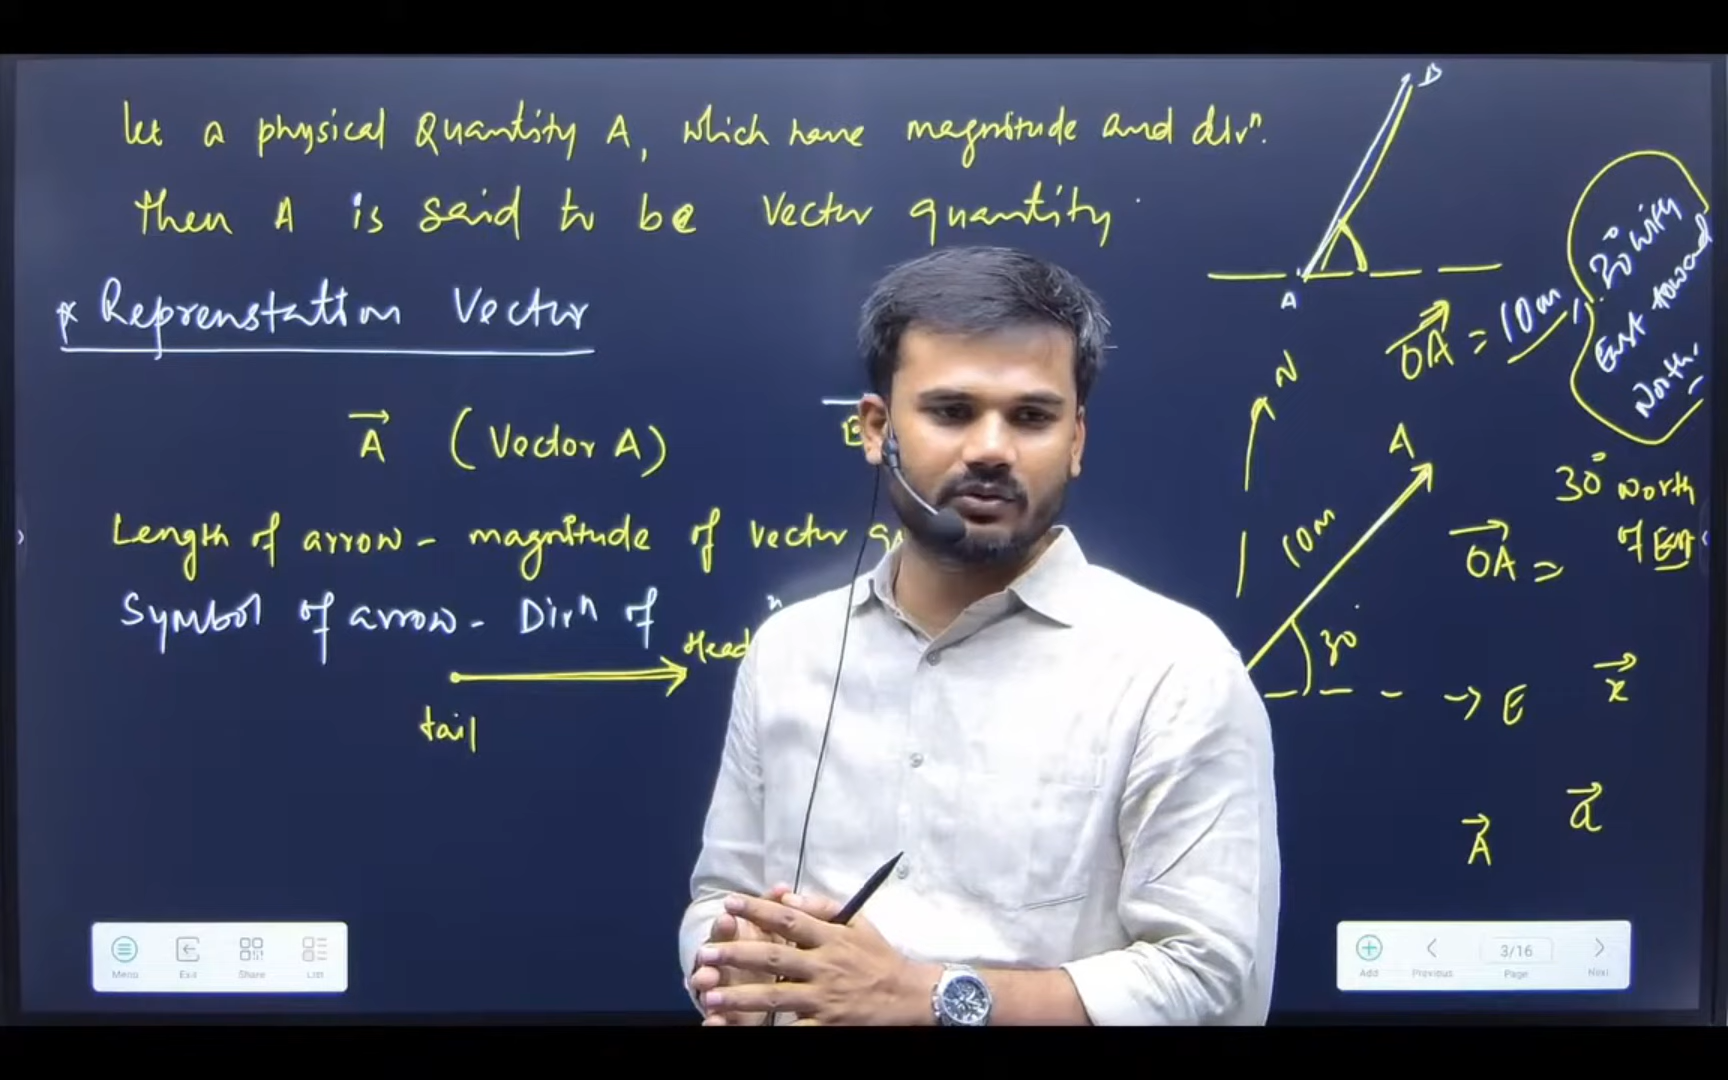 let a physical Quantity A, which have magnitude and dirⁿ.
Then A is said to be Vector quantity.
* Reprenstation Vector
A⃗ (Vector A)
Length of arrow - magnitude of vector
Symbol of arrow - Dirⁿ of
Head
tail
B
A
OA⃗ = 10m, 30° with
East toward
North.
N
A
10m
30°
→ E
30° North
of East
OA⃗ =
x⃗
a⃗
A⃗
Menu Exit Share List
Add Previous 3/16 Page Next